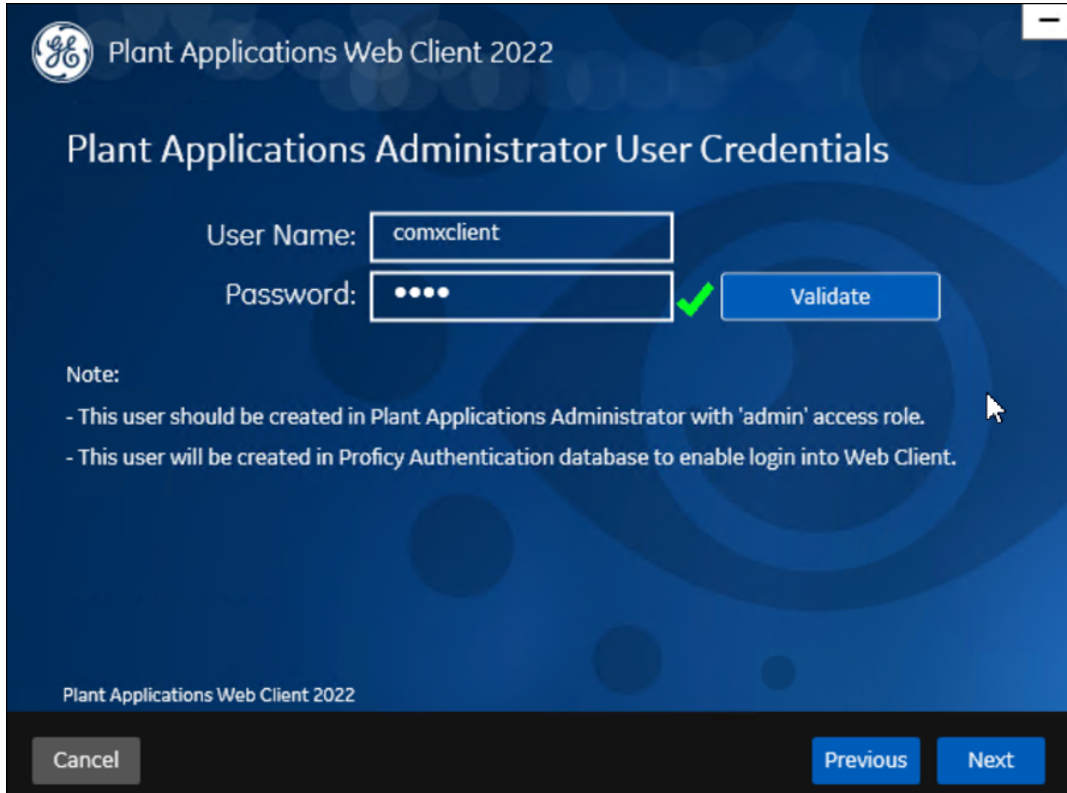 Plant Applications Web Client 2022
Plant Applications Administrator User Credentials
User Name: comxclient
Password: ●●●● Validate
Note:
- This user should be created in Plant Applications Administrator with 'admin' access role.
- This user will be created in Proficy Authentication database to enable login into Web Client.
Plant Applications Web Client 2022
Cancel Previous Next